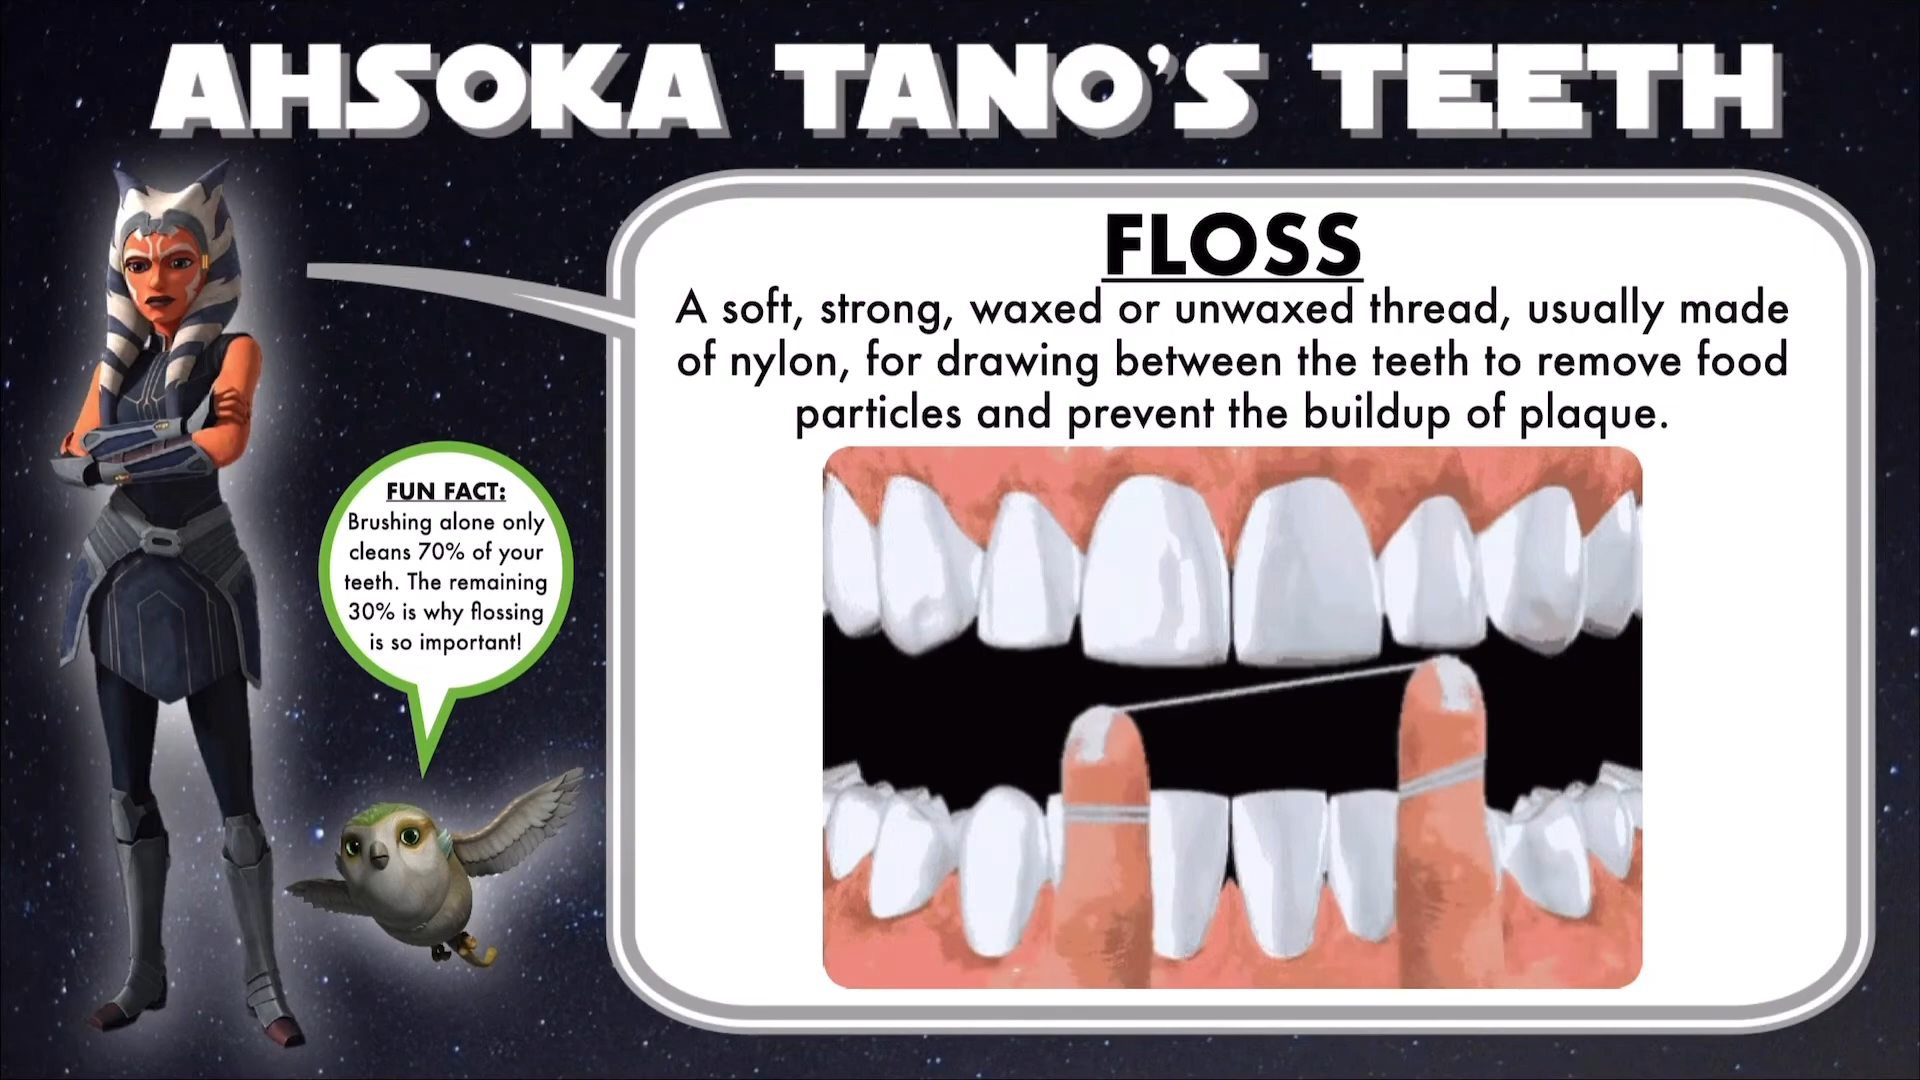 AHSOKA TANO'S TEETH
FLOSS
A soft, strong, waxed or unwaxed thread, usually made
of nylon, for drawing between the teeth to remove food
particles and prevent the buildup of plaque.
FUN FACT:
Brushing alone only
cleans 70% of your
teeth. The remaining
30% is why flossing
is so important!